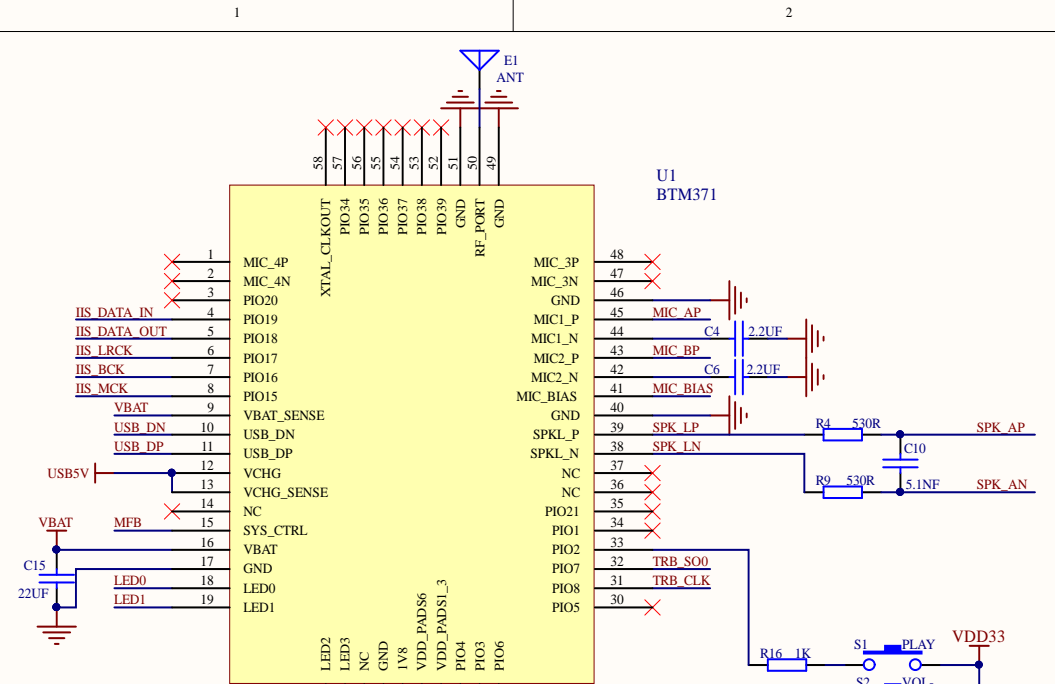 1 2
E1
ANT
58 57 56 55 54 53 52 51 50 49
U1
BTM371
XTAL_CLKOUT PIO34 PIO35 PIO36 PIO37 PIO38 PIO39 GND RF_PORT GND
1 MIC_4P MIC_3P 48
2 MIC_4N MIC_3N 47
3 PIO20 GND 46
IIS_DATA_IN 4 PIO19 MIC1_P 45 MIC_AP
IIS_DATA_OUT 5 PIO18 MIC1_N 44 C4 2.2UF
IIS_LRCK 6 PIO17 MIC2_P 43 MIC_BP
IIS_BCK 7 PIO16 MIC2_N 42 C6 2.2UF
IIS_MCK 8 PIO15 MIC_BIAS 41 MIC_BIAS
VBAT 9 VBAT_SENSE GND 40
USB_DN 10 USB_DN SPKL_P 39 SPK_LP R4 530R SPK_AP
USB_DP 11 USB_DP SPKL_N 38 SPK_LN C10
USB5V 12 VCHG NC 37
13 VCHG_SENSE NC 36 R9 530R 5.1NF SPK_AN
14 NC PIO21 35
VBAT MFB 15 SYS_CTRL PIO1 34
16 VBAT PIO2 33
C15 17 GND PIO7 32 TRB_SO0
22UF LED0 18 LED0 PIO8 31 TRB_CLK
LED1 19 LED1 PIO5 30
LED2 LED3 NC GND 1V8 VDD_PADS6 VDD_PADS1_3 PIO4 PIO3 PIO6
R16 1K S1 PLAY VDD33
S2 VOL-